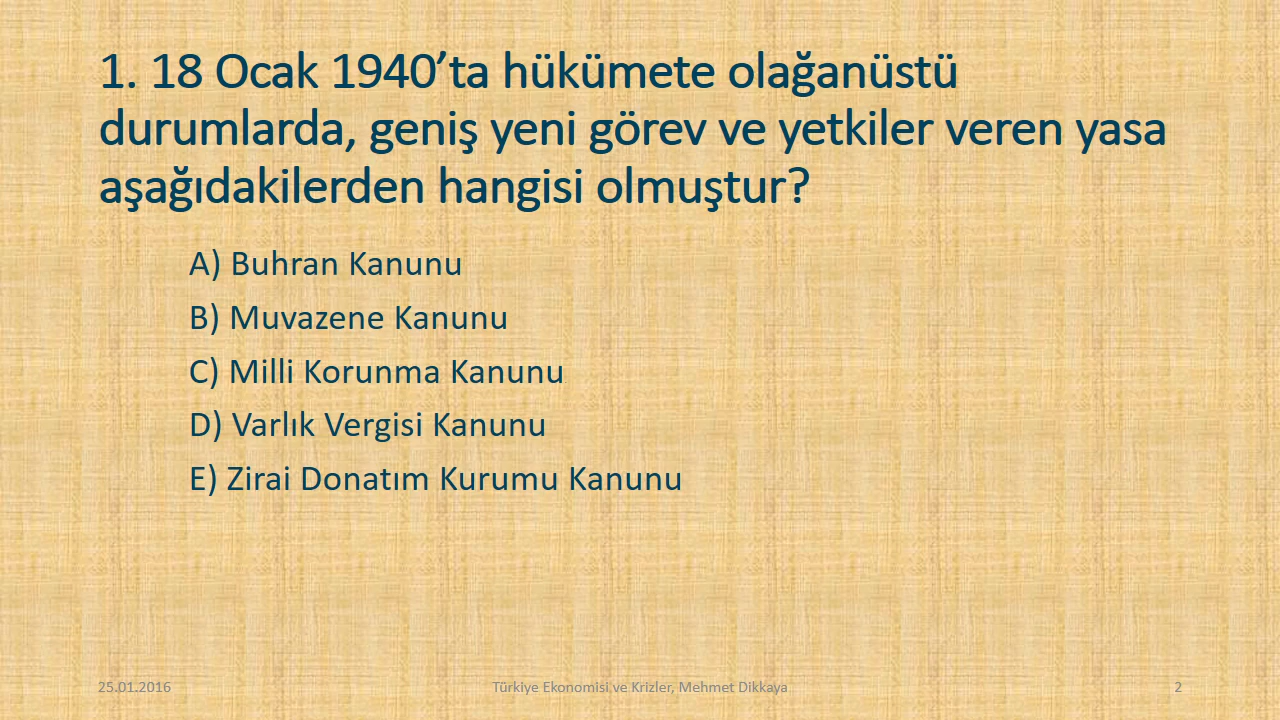 1. 18 Ocak 1940’ta hükümete olağanüstü
durumlarda, geniş yeni görev ve yetkiler veren yasa
aşağıdakilerden hangisi olmuştur?
A) Buhran Kanunu
B) Muvazene Kanunu
C) Milli Korunma Kanunu
D) Varlık Vergisi Kanunu
E) Zirai Donatım Kurumu Kanunu
25.01.2016
Türkiye Ekonomisi ve Krizler, Mehmet Dikkaya
2